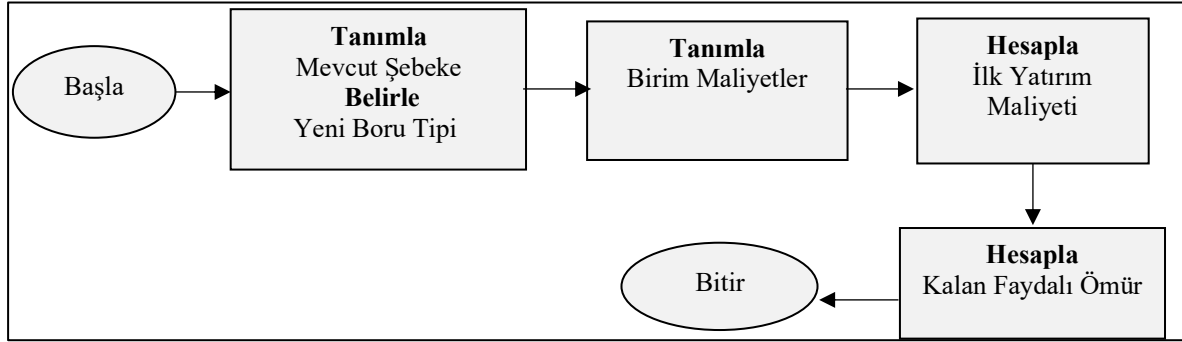 Başla
Tanımla
Mevcut Şebeke
Belirle
Yeni Boru Tipi
Tanımla
Birim Maliyetler
Hesapla
İlk Yatırım
Maliyeti
Hesapla
Kalan Faydalı Ömür
Bitir